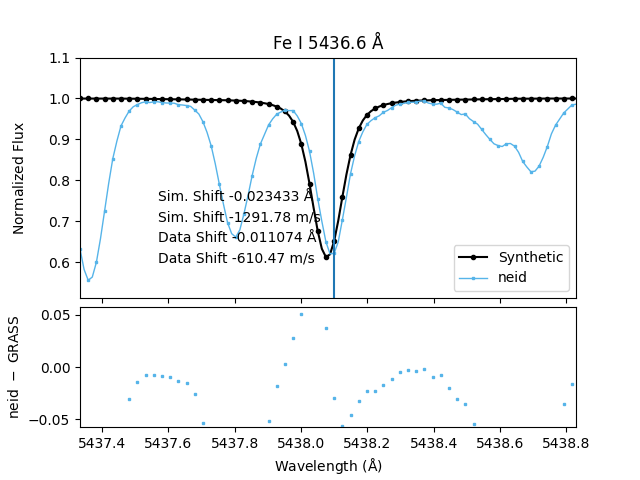 Fe I 5436.6 Å
1.1
1.0
0.9
0.8
0.7
0.6
Normalized Flux
Sim. Shift -0.023433 Å
Sim. Shift -1291.78 m/s
Data Shift -0.011074 Å
Data Shift -610.47 m/s
Synthetic
neid
0.05
0.00
−0.05
neid − GRASS
5437.4 5437.6 5437.8 5438.0 5438.2 5438.4 5438.6 5438.8
Wavelength (Å)